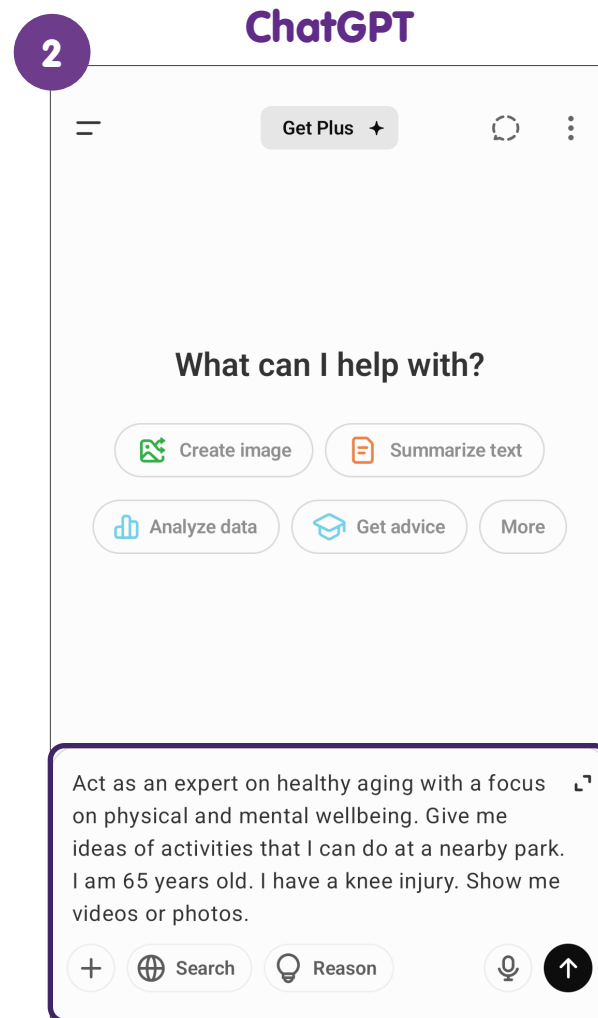 ChatGPT
2
Get Plus
What can I help with?
Create image
Summarize text
Analyze data
Get advice
More
Act as an expert on healthy aging with a focus
on physical and mental wellbeing. Give me
ideas of activities that I can do at a nearby park.
I am 65 years old. I have a knee injury. Show me
videos or photos.
Search
Reason